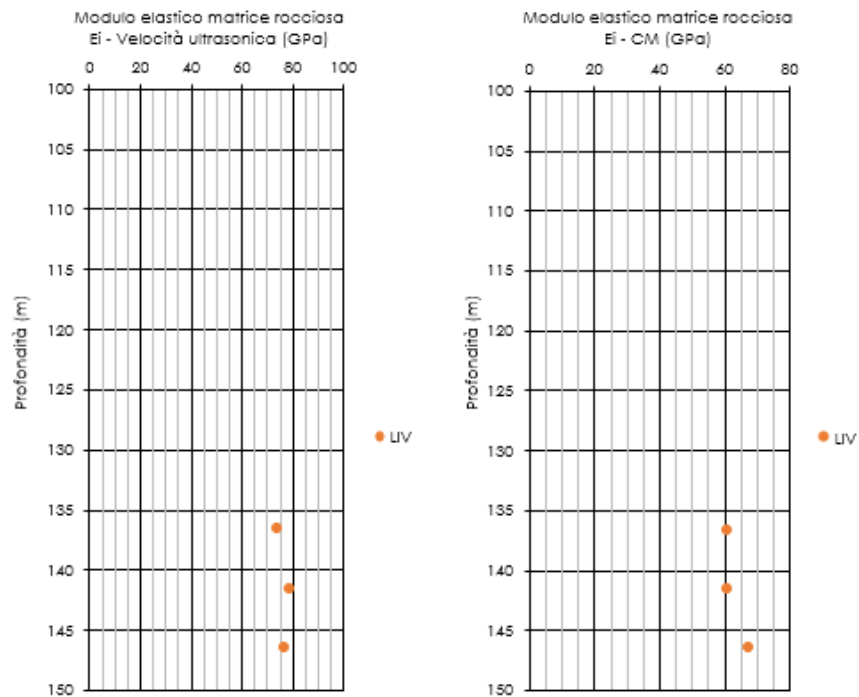 Modulo elastico matrice rocciosa
Ei - Velocità ultrasonica (GPa)
0 20 40 60 80 100
100
105
110
115
120
125
130
135
140
145
150
Profondità (m)
LIV
Modulo elastico matrice rocciosa
Ei - CM (GPa)
0 20 40 60 80
100
105
110
115
120
125
130
135
140
145
150
Profondità (m)
LIV